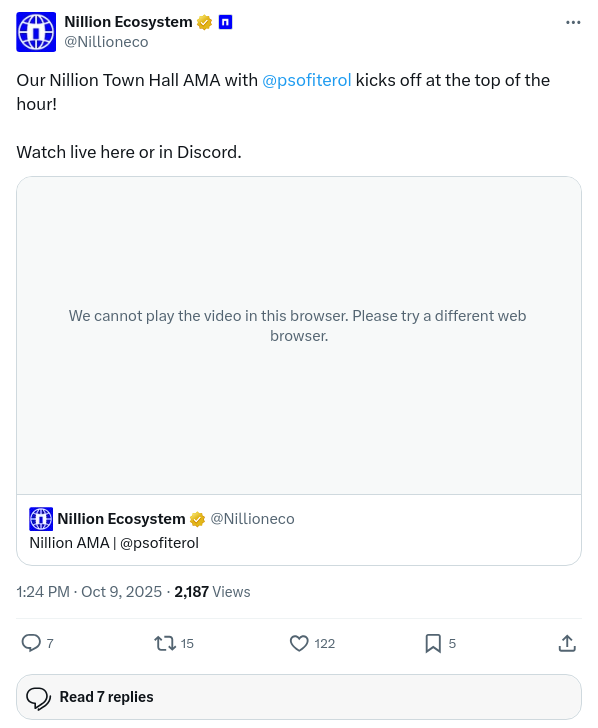 Nillion Ecosystem
@Nillioneco
Our Nillion Town Hall AMA with @psofiterol kicks off at the top of the
hour!
Watch live here or in Discord.
We cannot play the video in this browser. Please try a different web
browser.
Nillion Ecosystem @Nillioneco
Nillion AMA | @psofiterol
1:24 PM · Oct 9, 2025 · 2,187 Views
7 15 122 5
Read 7 replies